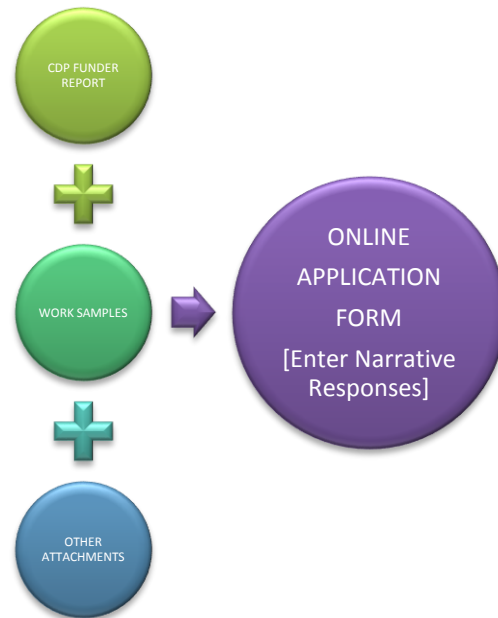 CDP FUNDER
REPORT
WORK SAMPLES
OTHER
ATTACHMENTS
ONLINE
APPLICATION
FORM
[Enter Narrative
Responses]